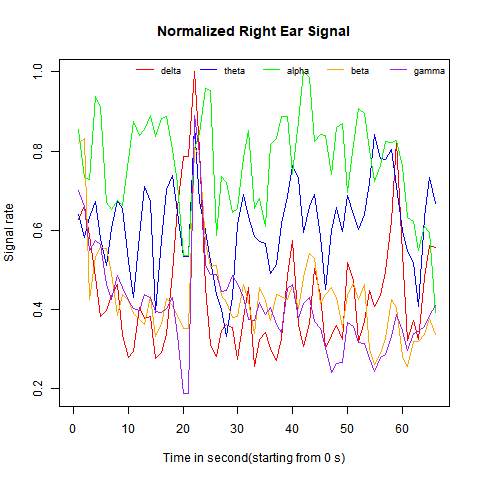 Normalized Right Ear Signal
delta theta alpha beta gamma
Signal rate
1.0
0.8
0.6
0.4
0.2
0 10 20 30 40 50 60
Time in second(starting from 0 s)